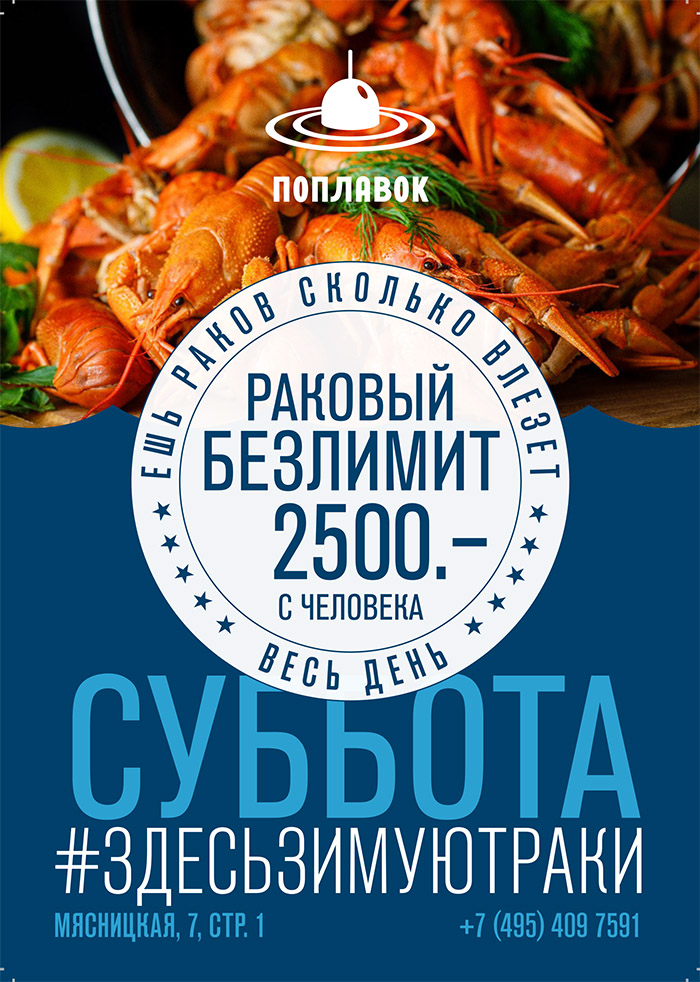 ПОПЛАВОК
ЕШЬ РАКОВ СКОЛЬКО ВЛЕЗЕТ
РАКОВЫЙ
БЕЗЛИМИТ
2500.–
С ЧЕЛОВЕКА
ВЕСЬ ДЕНЬ
СУББОТА
#ЗДЕСЬЗИМУЮТРАКИ
МЯСНИЦКАЯ, 7, СТР. 1
+7 (495) 409 7591